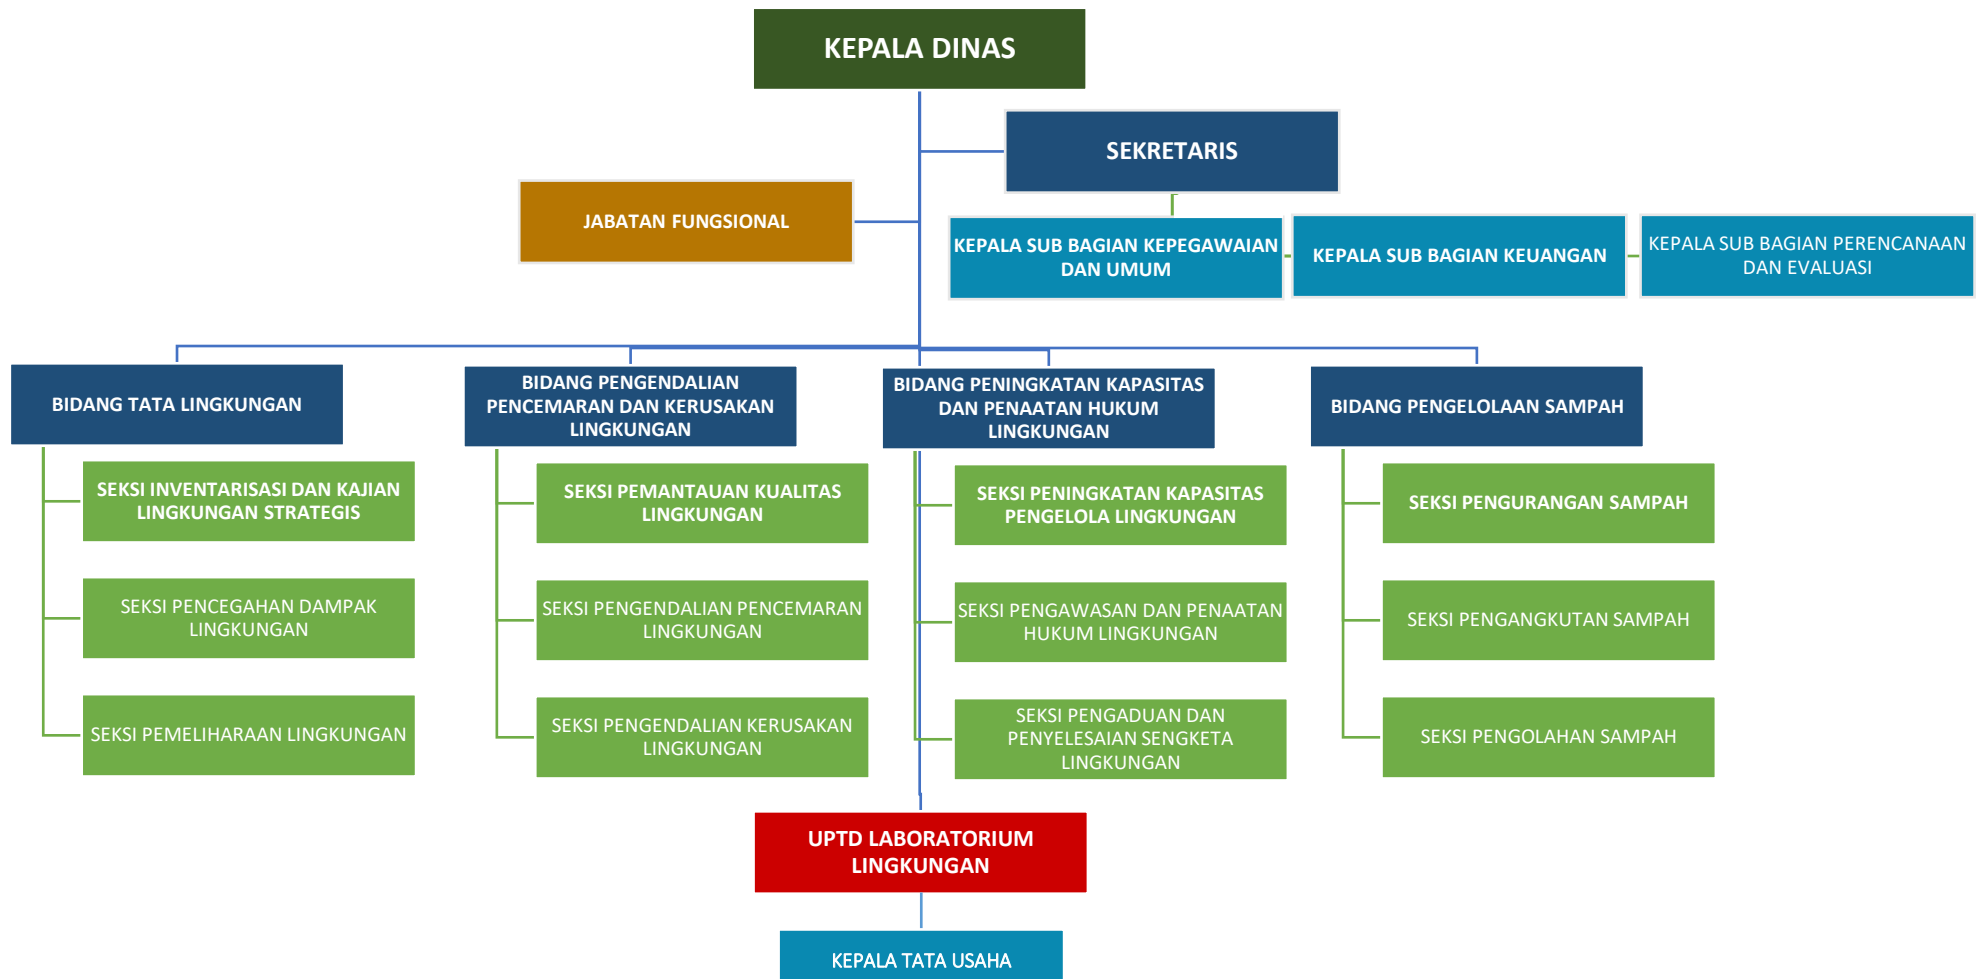 KEPALA DINAS
SEKRETARIS
JABATAN FUNGSIONAL
KEPALA SUB BAGIAN KEPEGAWAIAN
DAN UMUM
KEPALA SUB BAGIAN KEUANGAN
KEPALA SUB BAGIAN PERENCANAAN
DAN EVALUASI
BIDANG TATA LINGKUNGAN
BIDANG PENGENDALIAN
PENCEMARAN DAN KERUSAKAN
LINGKUNGAN
BIDANG PENINGKATAN KAPASITAS
DAN PENAATAN HUKUM
LINGKUNGAN
BIDANG PENGELOLAAN SAMPAH
SEKSI INVENTARISASI DAN KAJIAN
LINGKUNGAN STRATEGIS
SEKSI PEMANTAUAN KUALITAS
LINGKUNGAN
SEKSI PENINGKATAN KAPASITAS
PENGELOLA LINGKUNGAN
SEKSI PENGURANGAN SAMPAH
SEKSI PENCEGAHAN DAMPAK
LINGKUNGAN
SEKSI PENGENDALIAN PENCEMARAN
LINGKUNGAN
SEKSI PENGAWASAN DAN PENAATAN
HUKUM LINGKUNGAN
SEKSI PENGANGKUTAN SAMPAH
SEKSI PEMELIHARAAN LINGKUNGAN
SEKSI PENGENDALIAN KERUSAKAN
LINGKUNGAN
SEKSI PENGADUAN DAN
PENYELESAIAN SENGKETA
LINGKUNGAN
SEKSI PENGOLAHAN SAMPAH
UPTD LABORATORIUM
LINGKUNGAN
KEPALA TATA USAHA